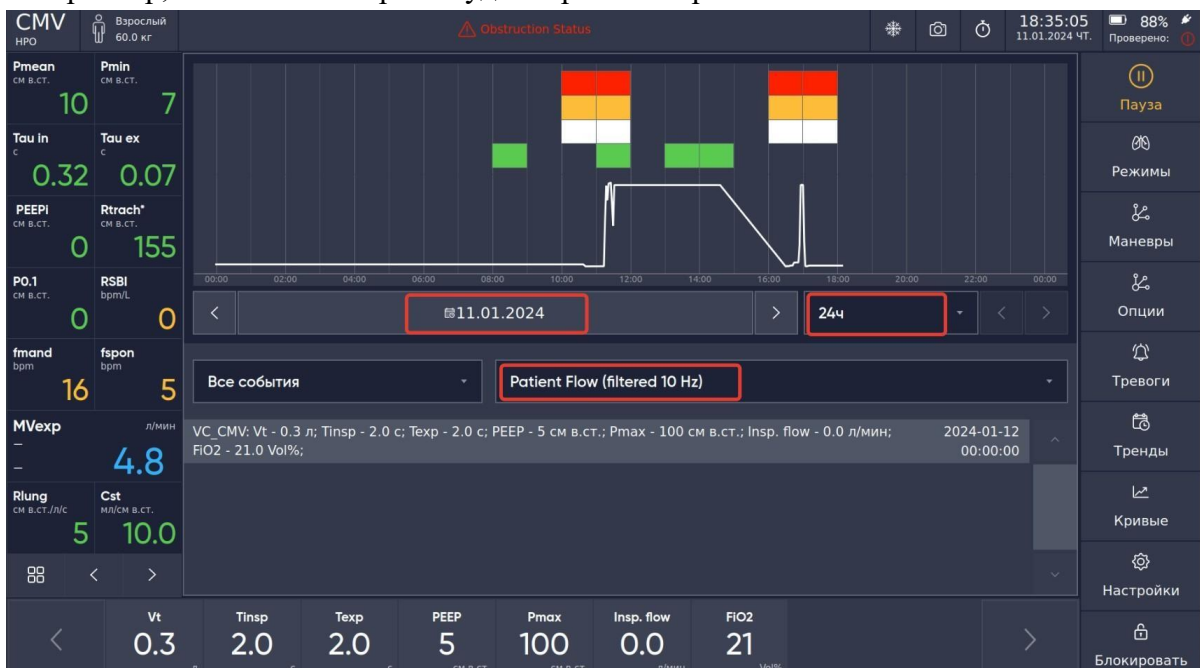 CMV
НРО
Взрослый
60.0 кг
Obstruction Status
18:35:05
11.01.2024 ЧТ.
88%
Проверено:
Pmean
см в.ст.
10
Pmin
7
Tau in
с
0.32
Tau ex
с
0.07
PEEPi
см в.ст.
0
Rtrach*
см в.ст.
155
P0.1
см в.ст.
0
RSBI
bpm/L
0
fmand
bpm
16
fspon
bpm
5
MVexp
л/мин
–
–
4.8
Rlung
см в.ст./л/с
5
Cst
мл/см в.ст.
10.0
00:00 02:00 04:00 06:00 08:00 10:00 12:00 14:00 16:00 18:00 20:00 22:00 00:00
11.01.2024
24ч
Все события
Patient Flow (filtered 10 Hz)
VC_CMV: Vt - 0.3 л; Tinsp - 2.0 с; Texp - 2.0 с; PEEP - 5 см в.ст.; Pmax - 100 см в.ст.; Insp. flow - 0.0 л/мин;
FiO2 - 21.0 Vol%;
2024-01-12
00:00:00
Пауза
Режимы
Маневры
Опции
Тревоги
Тренды
Кривые
Настройки
Блокировать
Vt
0.3
Tinsp
2.0
Texp
2.0
PEEP
5
Pmax
100
Insp. flow
0.0
FiO2
21